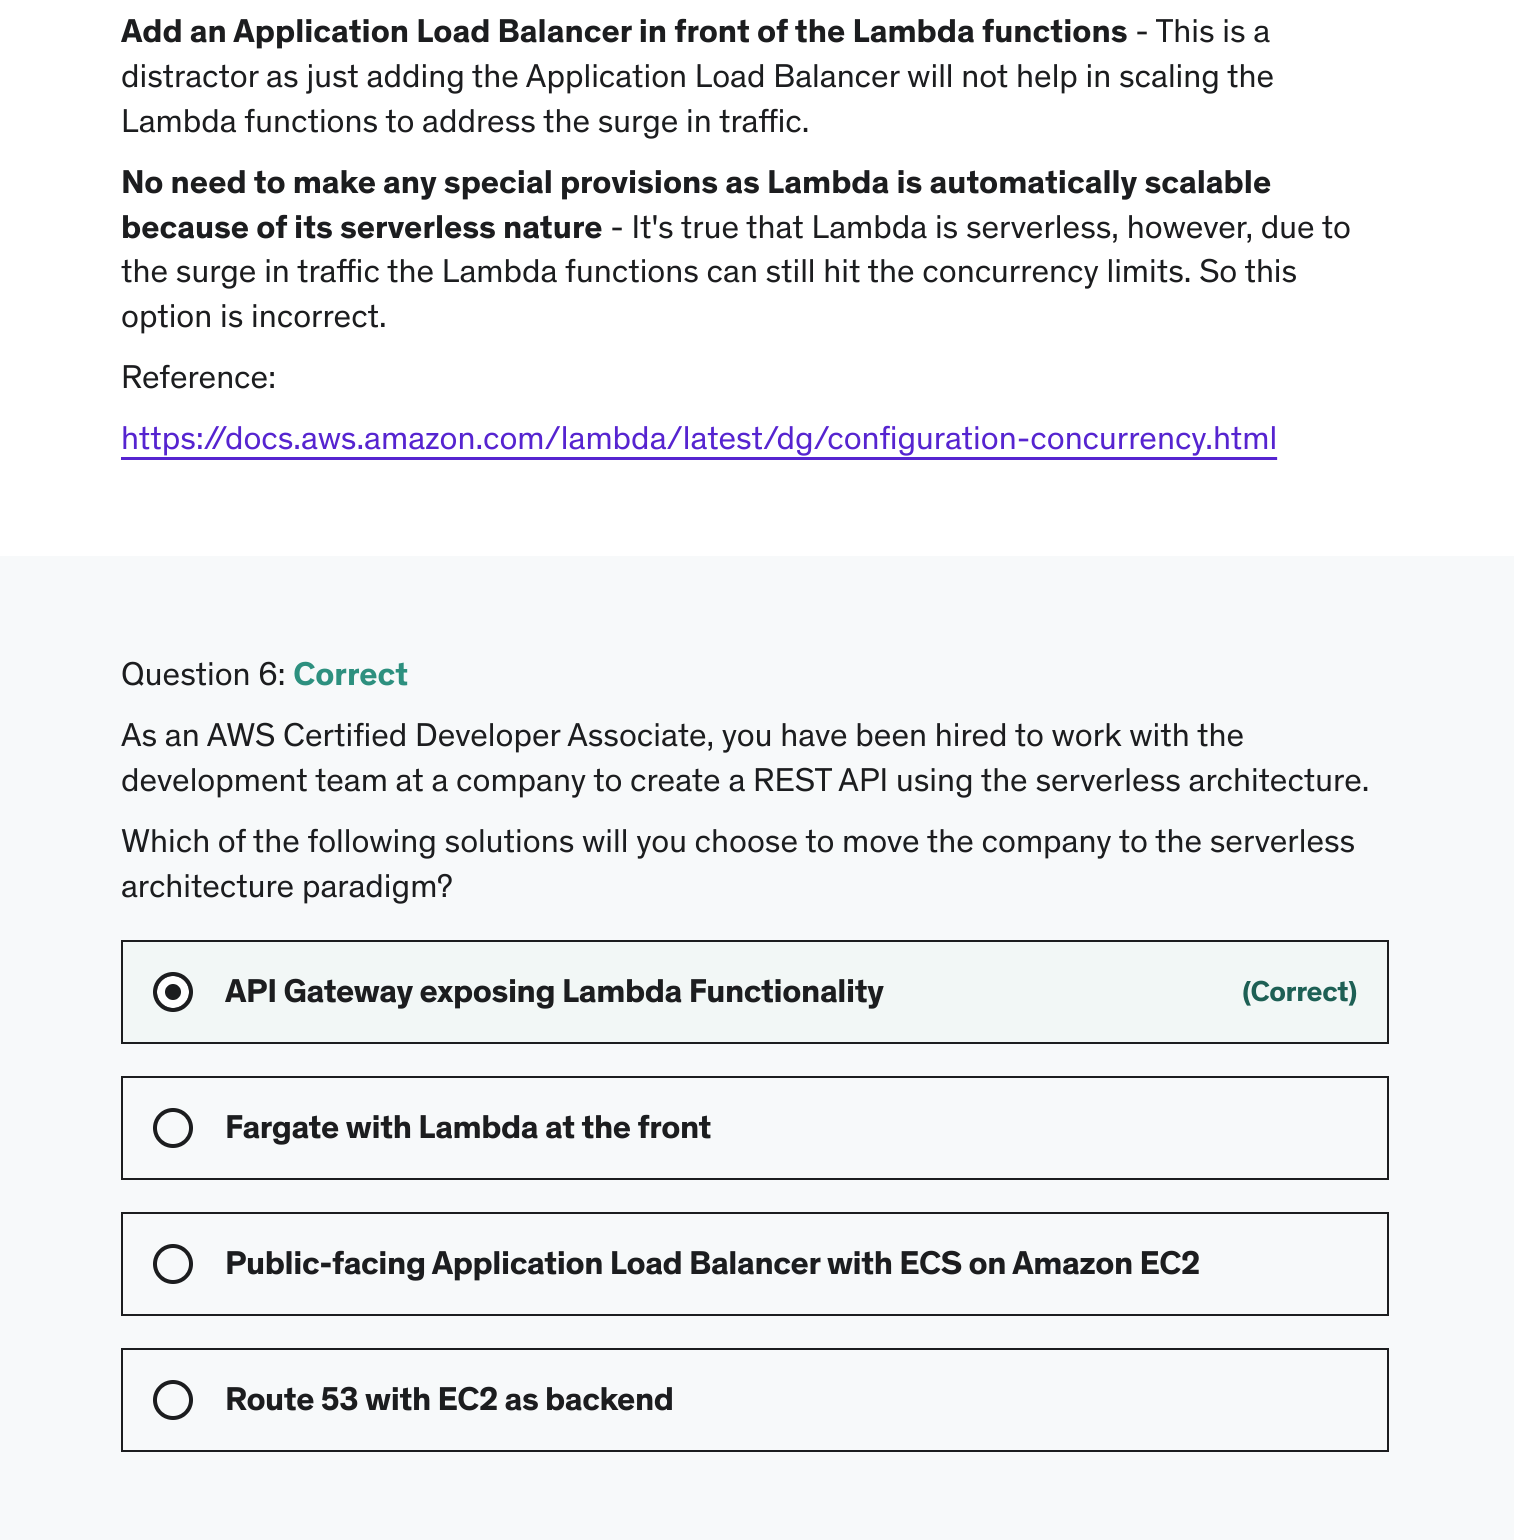 Add an Application Load Balancer in front of the Lambda functions - This is a
distractor as just adding the Application Load Balancer will not help in scaling the
Lambda functions to address the surge in traffic.
No need to make any special provisions as Lambda is automatically scalable
because of its serverless nature - It's true that Lambda is serverless, however, due to
the surge in traffic the Lambda functions can still hit the concurrency limits. So this
option is incorrect.
Reference:
https://docs.aws.amazon.com/lambda/latest/dg/configuration-concurrency.html
Question 6: Correct
As an AWS Certified Developer Associate, you have been hired to work with the
development team at a company to create a REST API using the serverless architecture.
Which of the following solutions will you choose to move the company to the serverless
architecture paradigm?
API Gateway exposing Lambda Functionality (Correct)
Fargate with Lambda at the front
Public-facing Application Load Balancer with ECS on Amazon EC2
Route 53 with EC2 as backend